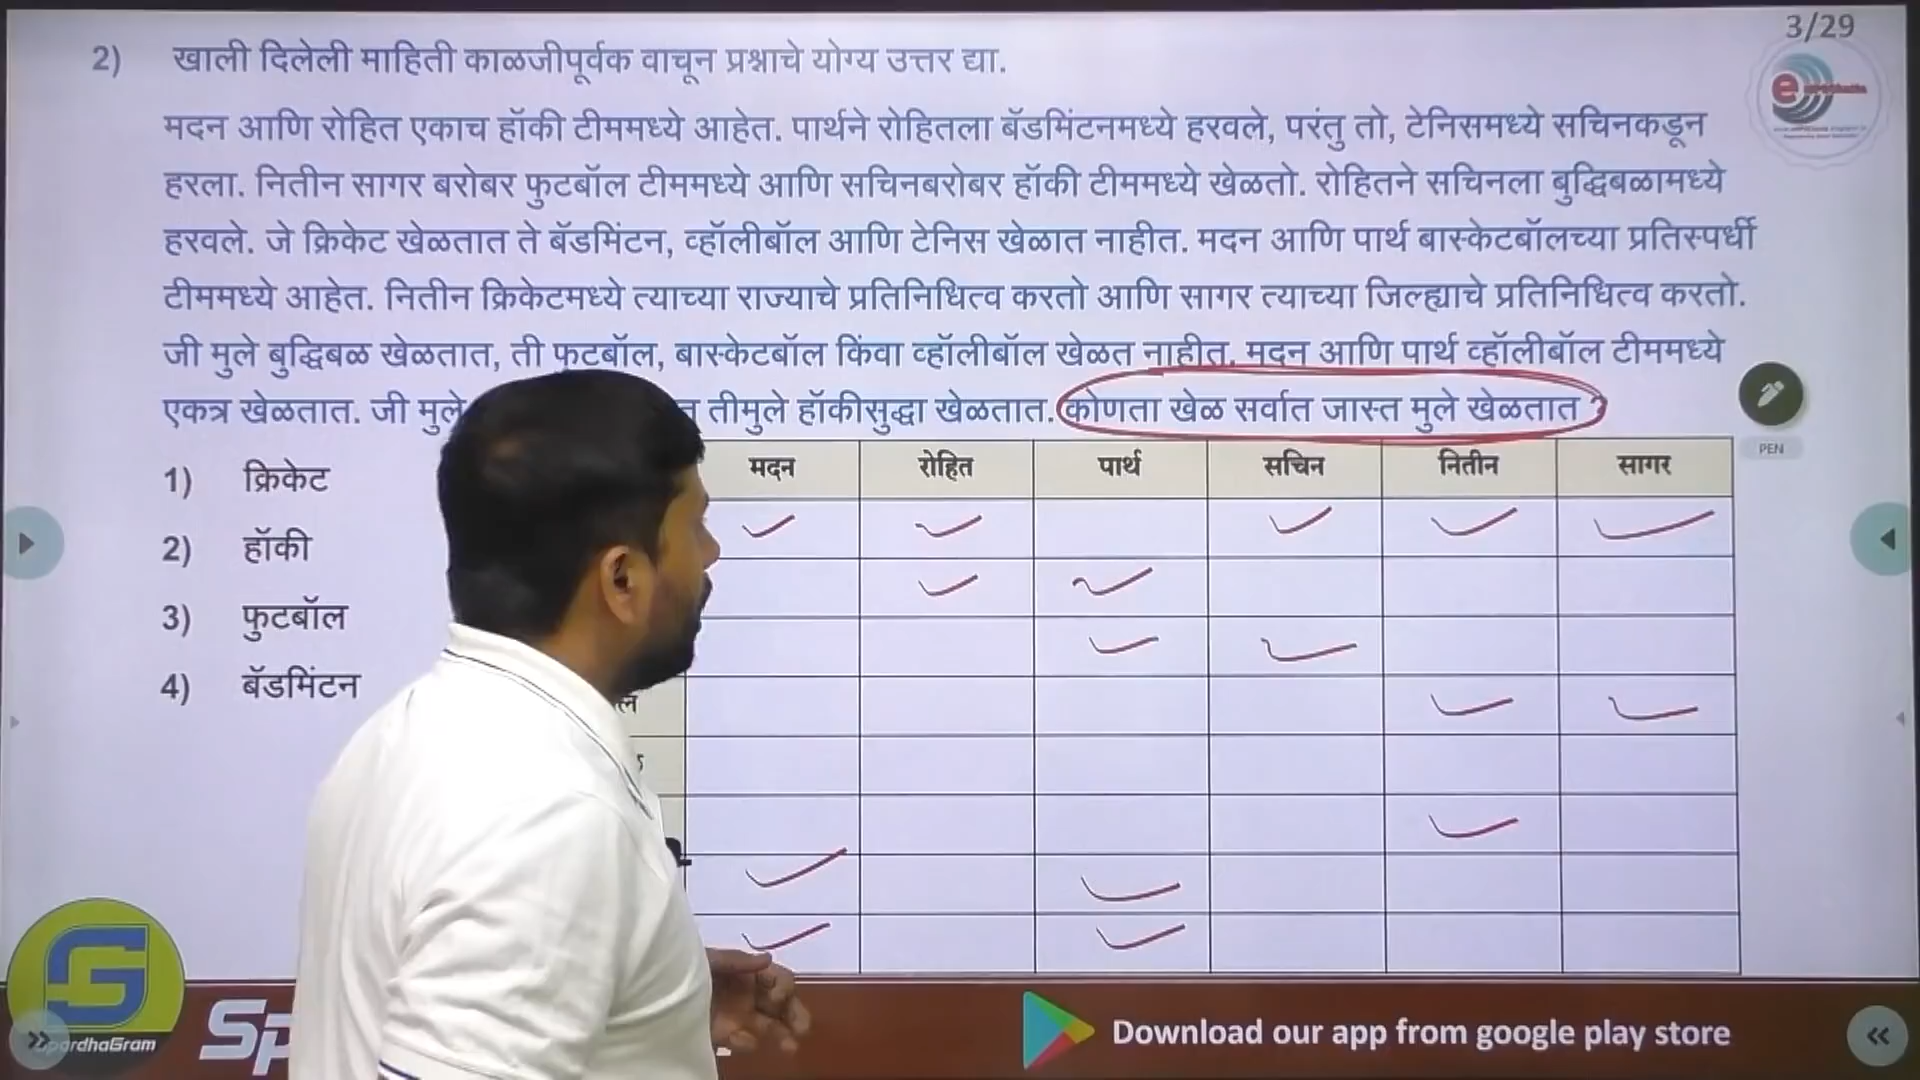 3/29
2) खाली दिलेली माहिती काळजीपूर्वक वाचून प्रश्नाचे योग्य उत्तर द्या.
मदन आणि रोहित एकाच हॉकी टीममध्ये आहेत. पार्थने रोहितला बॅडमिंटनमध्ये हरवले, परंतु तो, टेनिसमध्ये सचिनकडून
हरला. नितीन सागर बरोबर फुटबॉल टीममध्ये आणि सचिनबरोबर हॉकी टीममध्ये खेळतो. रोहितने सचिनला बुद्धिबळामध्ये
हरवले. जे क्रिकेट खेळतात ते बॅडमिंटन, व्हॉलीबॉल आणि टेनिस खेळात नाहीत. मदन आणि पार्थ बास्केटबॉलच्या प्रतिस्पर्धी
टीममध्ये आहेत. नितीन क्रिकेटमध्ये त्याच्या राज्याचे प्रतिनिधित्व करतो आणि सागर त्याच्या जिल्ह्याचे प्रतिनिधित्व करतो.
जी मुले बुद्धिबळ खेळतात, ती फुटबॉल, बास्केटबॉल किंवा व्हॉलीबॉल खेळत नाहीत. मदन आणि पार्थ व्हॉलीबॉल टीममध्ये
एकत्र खेळतात. जी मुले तीमुले हॉकीसुद्धा खेळतात. कोणता खेळ सर्वात जास्त मुले खेळतात ?
मदन रोहित पार्थ सचिन नितीन सागर
PEN
1) क्रिकेट
2) हॉकी
3) फुटबॉल
4) बॅडमिंटन
SpardhaGram
Sp
Download our app from google play store